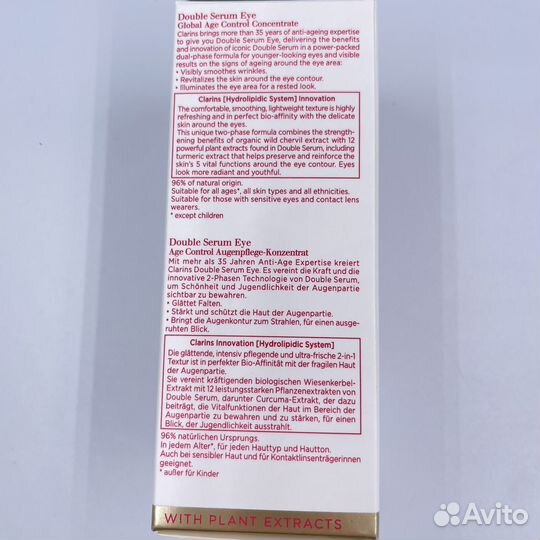 Double Serum Eye
Global Age Control Concentrate
Clarins brings more than 35 years of anti-ageing expertise
to give you Double Serum Eye, delivering the benefits
and innovation of iconic Double Serum in a power-packed
dual-phase formula for younger-looking eyes and visible
results on the signs of ageing around the eye area:
• Visibly smoothes wrinkles.
• Revitalizes the skin around the eye contour.
• Illuminates the eye area for a rested look.
Clarins [Hydrolipidic System] Innovation
The comfortable, smoothing, lightweight texture is highly
refreshing and in perfect bio-affinity with the delicate
skin around the eyes.
This unique two-phase formula combines the strength-
ening benefits of organic wild chervil extract with 12
powerful plant extracts found in Double Serum, including
turmeric extract that helps preserve and reinforce the
skin's 5 vital functions around the eye contour. Eyes
look more radiant and youthful.
96% of natural origin.
Suitable for all ages*, all skin types and all ethnicities.
Suitable for those with sensitive eyes and contact lens
wearers.
* except children
Double Serum Eye
Age Control Augenpflege-Konzentrat
Mit mehr als 35 Jahren Anti-Age Expertise kreiert
Clarins Double Serum Eye. Es vereint die Kraft und die
innovative 2-Phasen Technologie von Double Serum,
um Schönheit und Jugendlichkeit der Augenpartie
sichtbar zu bewahren.
• Glättet Falten.
• Stärkt und schützt die Haut der Augenpartie.
• Bringt die Augenkontur zum Strahlen, für einen ausge-
ruhten Blick.
Clarins Innovation [Hydrolipidic System]
Die glättende, intensiv pflegende und ultra-frische 2-in-1
Textur ist in perfekter Bio-Affinität mit der fragilen Haut
der Augenpartie.
Sie vereint kräftigenden biologischen Wiesenkerbel-
Extrakt mit 12 leistungsstarken Pflanzenextrakten von
Double Serum, darunter Curcuma-Extrakt, der dazu
beiträgt, die Vitalfunktionen der Haut im Bereich der
Augenpartie zu bewahren und zu stärken, für einen
Blick, der Jugendlichkeit ausstrahlt.
96% natürlichen Ursprungs.
In jedem Alter*, für jeden Hauttyp und Hautton.
Auch bei sensibler Haut und für Kontaktlinsenträgerinnen
geeignet.
* außer für Kinder
WITH PLANT EXTRACTS
Avito